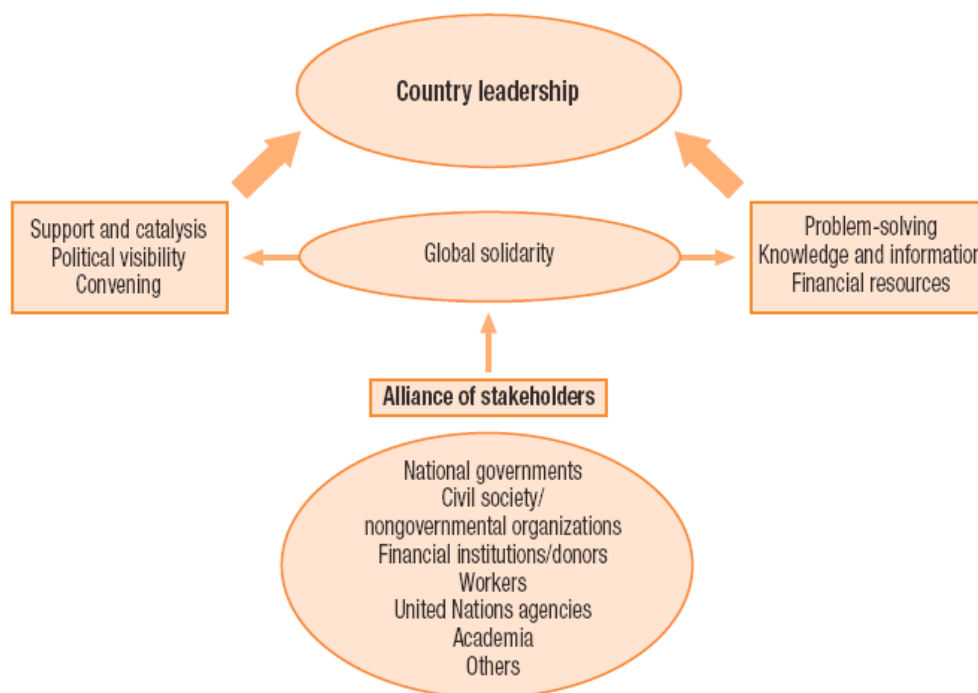 Country leadership
Support and catalysis
Political visibility
Convening
Global solidarity
Problem-solving
Knowledge and information
Financial resources
Alliance of stakeholders
National governments
Civil society/
nongovernmental organizations
Financial institutions/donors
Workers
United Nations agencies
Academia
Others